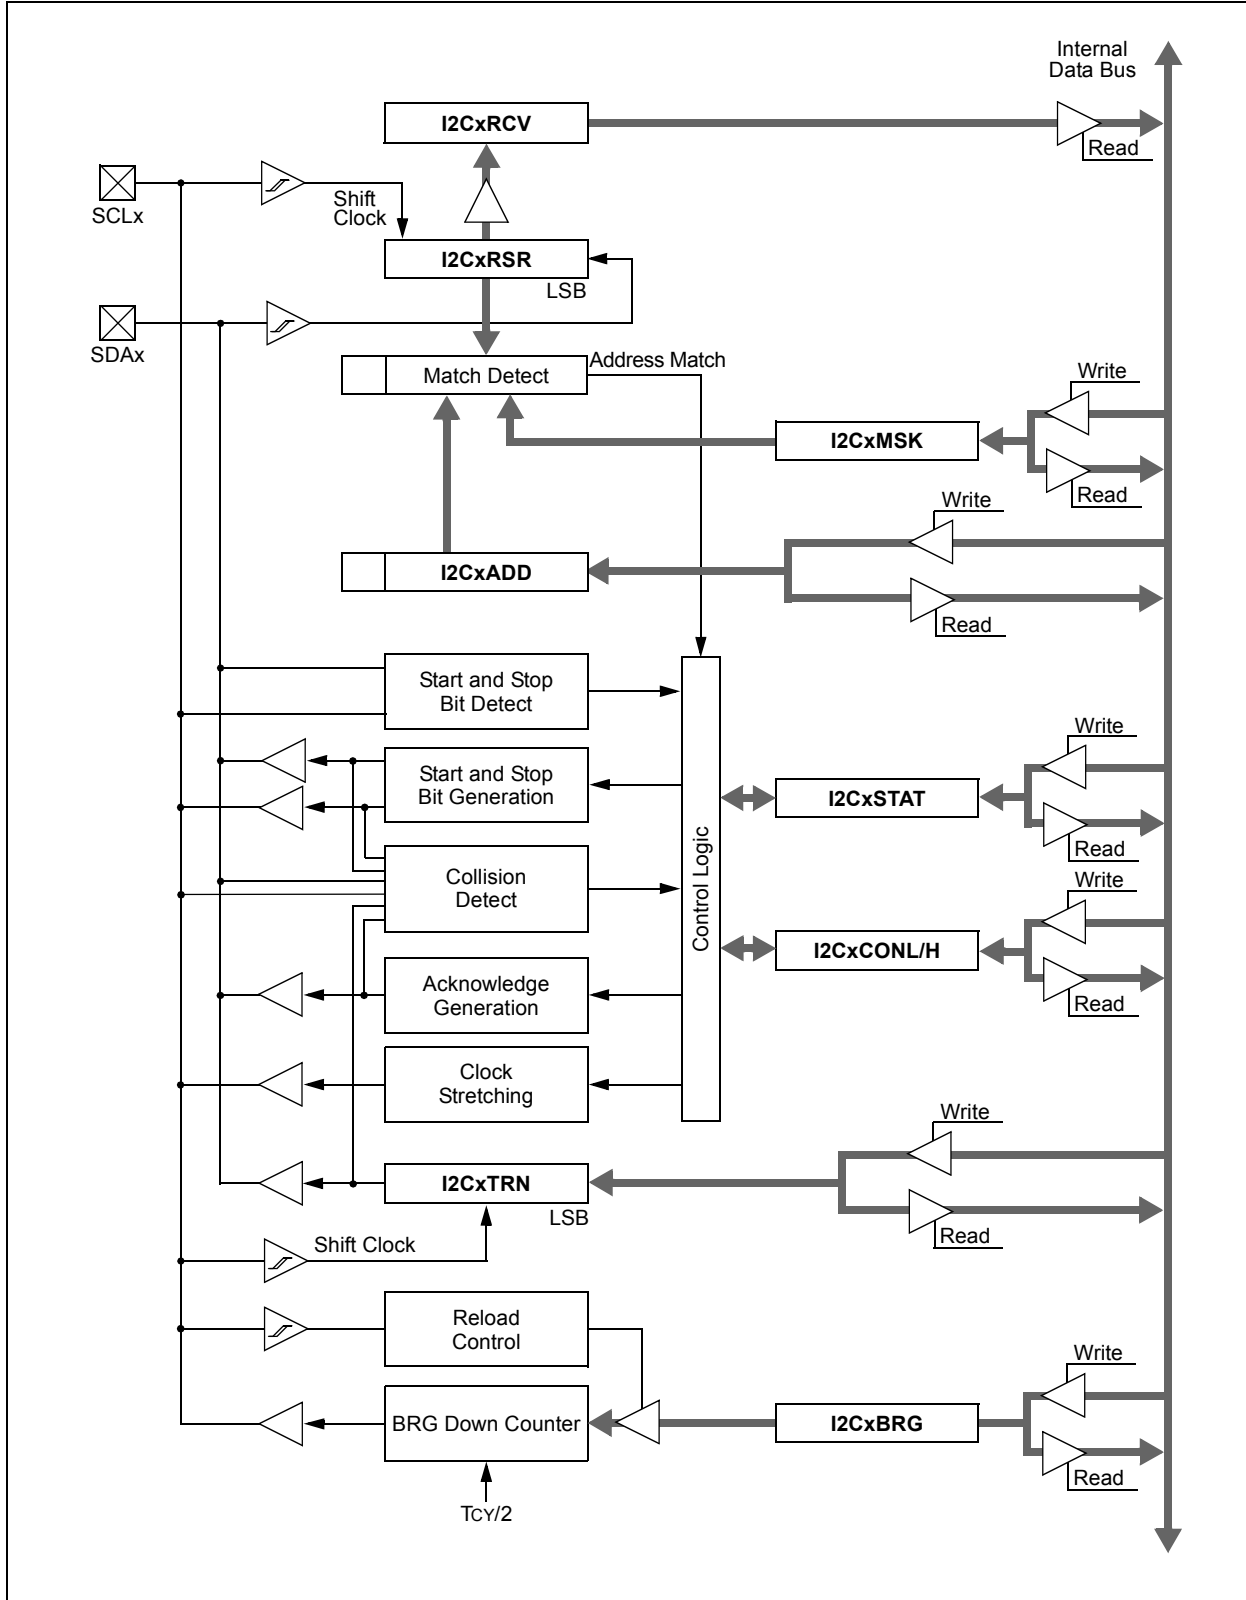 Internal
Data Bus
I2CxRCV
Read
SCLx
Shift
Clock
I2CxRSR
LSB
SDAx
Match Detect
Address Match
Write
I2CxMSK
Read
Write
I2CxADD
Read
Start and Stop
Bit Detect
Write
Start and Stop
Bit Generation
I2CxSTAT
Read
Control Logic
Collision
Detect
Write
I2CxCONL/H
Read
Acknowledge
Generation
Clock
Stretching
Write
I2CxTRN
LSB
Read
Shift Clock
Reload
Control
Write
BRG Down Counter
I2CxBRG
Read
TCY/2